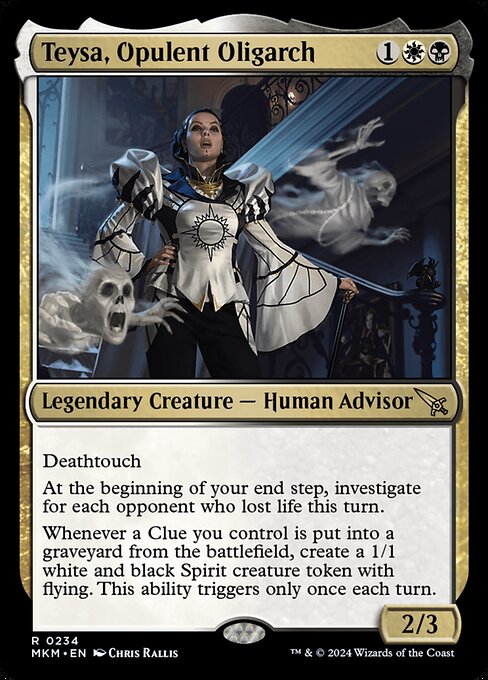 Teysa, Opulent Oligarch 1
Legendary Creature — Human Advisor
Deathtouch
At the beginning of your end step, investigate
for each opponent who lost life this turn.
Whenever a Clue you control is put into a
graveyard from the battlefield, create a 1/1
white and black Spirit creature token with
flying. This ability triggers only once each turn.
2/3
R 0234
MKM • EN Chris Rallis
™ & © 2024 Wizards of the Coast